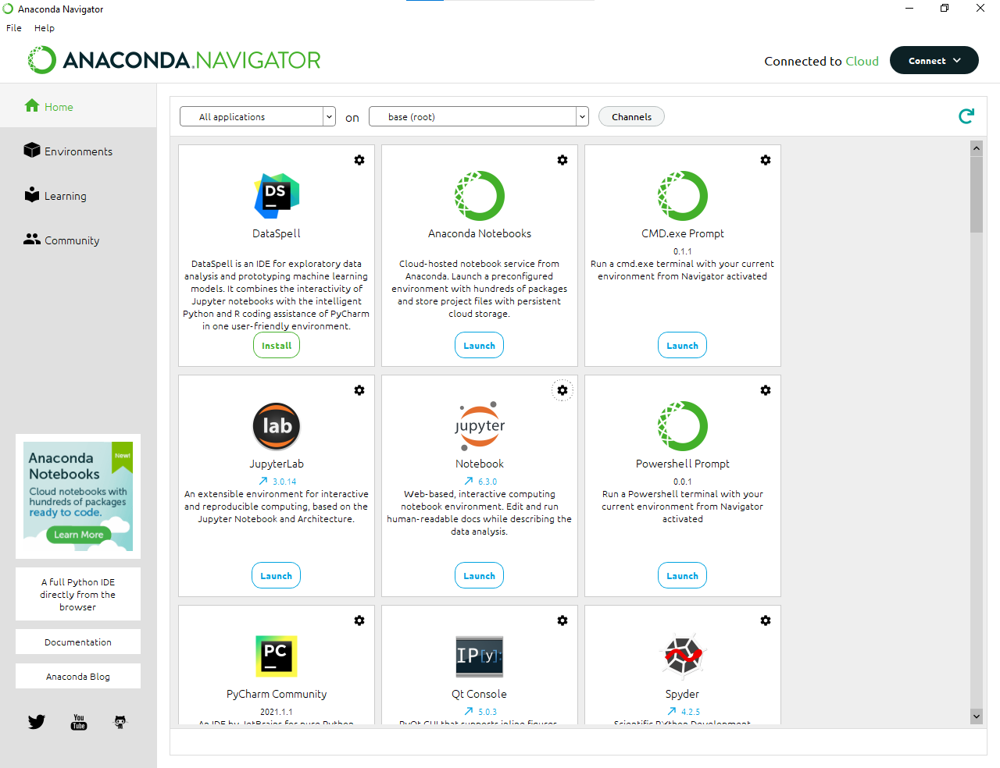 Anaconda Navigator
File Help
ANACONDA.NAVIGATOR
Connected to Cloud
Connect
Home
Environments
Learning
Community
Anaconda
Notebooks
New!
Cloud notebooks with
hundreds of packages
ready to code.
Learn More
A full Python IDE
directly from the
browser
Documentation
Anaconda Blog
You
Tube
All applications on base (root) Channels
DS
DataSpell
DataSpell is an IDE for exploratory data
analysis and prototyping machine learning
models. It combines the interactivity of
Jupyter notebooks with the intelligent
Python and R coding assistance of PyCharm
in one user-friendly environment.
Install
Anaconda Notebooks
Cloud-hosted notebook service from
Anaconda. Launch a preconfigured
environment with hundreds of packages
and store project files with persistent
cloud storage.
Launch
CMD.exe Prompt
0.1.1
Run a cmd.exe terminal with your current
environment from Navigator activated
Launch
lab
JupyterLab
3.0.14
An extensible environment for interactive
and reproducible computing, based on the
Jupyter Notebook and Architecture.
Launch
jupyter
Notebook
6.3.0
Web-based, interactive computing
notebook environment. Edit and run
human-readable docs while describing the
data analysis.
Launch
Powershell Prompt
0.0.1
Run a Powershell terminal with your
current environment from Navigator
activated
Launch
PC
PyCharm Community
2021.1.1
An IDE by JetBrains for pure Python
IP[y]:
Qt Console
5.0.3
PyQt GUI that supports inline figures,
Spyder
4.2.5
Scientific PYthon Development